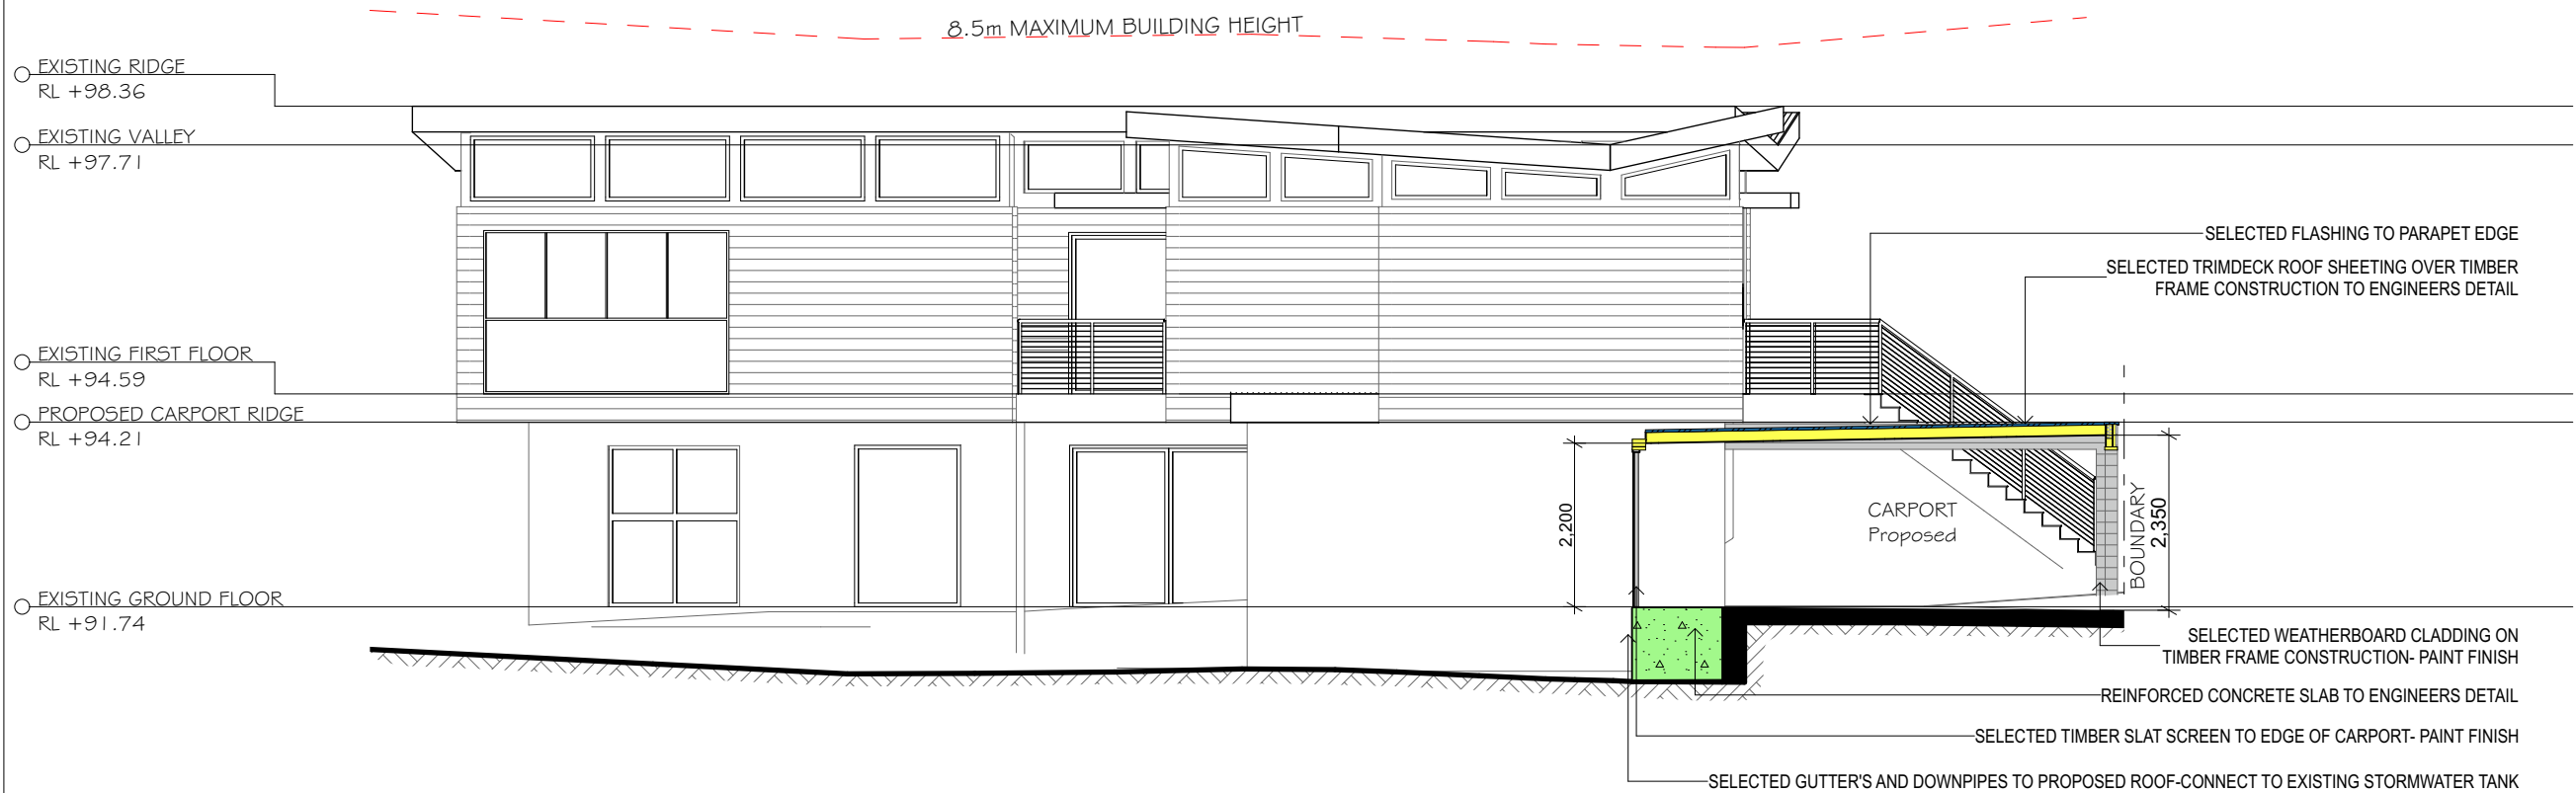 8.5m MAXIMUM BUILDING HEIGHT
EXISTING RIDGE
RL +98.36
EXISTING VALLEY
RL +97.71
SELECTED FLASHING TO PARAPET EDGE
SELECTED TRIMDECK ROOF SHEETING OVER TIMBER
FRAME CONSTRUCTION TO ENGINEERS DETAIL
EXISTING FIRST FLOOR
RL +94.59
PROPOSED CARPORT RIDGE
RL +94.21
2,200
CARPORT
Proposed
BOUNDARY
2,350
EXISTING GROUND FLOOR
RL +91.74
SELECTED WEATHERBOARD CLADDING ON
TIMBER FRAME CONSTRUCTION- PAINT FINISH
REINFORCED CONCRETE SLAB TO ENGINEERS DETAIL
SELECTED TIMBER SLAT SCREEN TO EDGE OF CARPORT- PAINT FINISH
SELECTED GUTTER'S AND DOWNPIPES TO PROPOSED ROOF-CONNECT TO EXISTING STORMWATER TANK